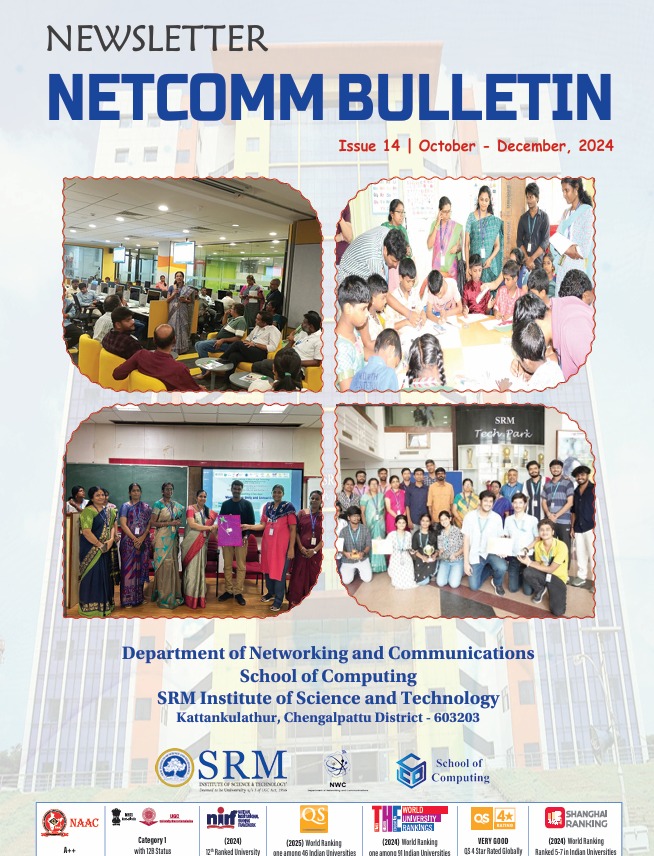 NEWSLETTER
NETCOMM BULLETIN
Issue 14 | October - December, 2024
SRM
Tech Park
Department of Networking and Communications
School of Computing
SRM Institute of Science and Technology
Kattankulathur, Chengalpattu District - 603203
SRM
INSTITUTE OF SCIENCE & TECHNOLOGY
NWC
School of
Computing
NAAC
A++
UGC
Category 1
with 12B Status
nirf
(2024)
12th Ranked University
QS
(2025) World Ranking
one among 46 Indian Universities
THE WORLD
UNIVERSITY
RANKINGS
(2024) World Ranking
one among 91 Indian Universities
QS 4
VERY GOOD
QS 4 Star Rated Globally
SHANGHAI
RANKING
(2024) World Ranking
Ranked 5-7 in Indian Universities